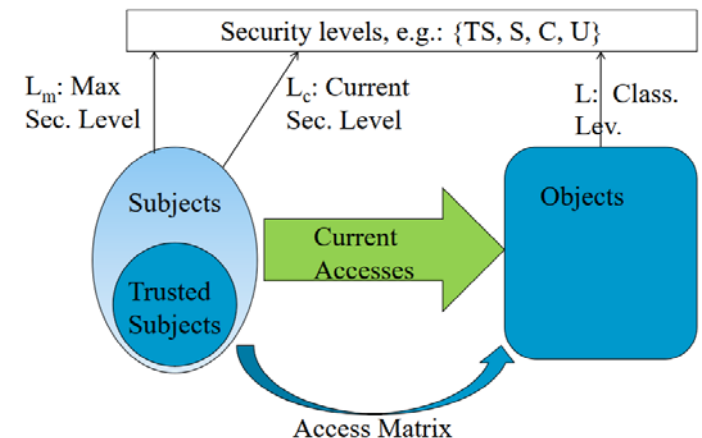 Security levels, e.g.: {TS, S, C, U}
Lm: Max
Sec. Level
Lc: Current
Sec. Level
L: Class.
Lev.
Subjects
Objects
Current
Accesses
Trusted
Subjects
Access Matrix